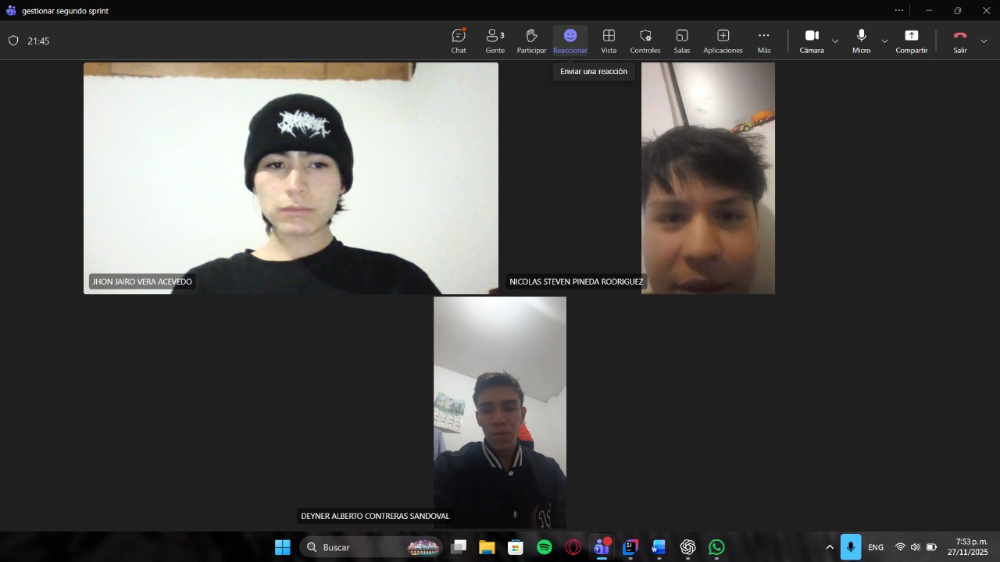 gestionar segundo sprint
21:45
Chat
3
Gente
Participar
Reaccionar
Vista
Controles
Salas
Aplicaciones
Más
Cámara
Micro
Compartir
Salir
Enviar una reacción
JHON JAIRO VERA ACEVEDO
NICOLAS STEVEN PINEDA RODRIGUEZ
DEYNER ALBERTO CONTRERAS SANDOVAL
Buscar
ENG
7:53 p. m.
27/11/2025